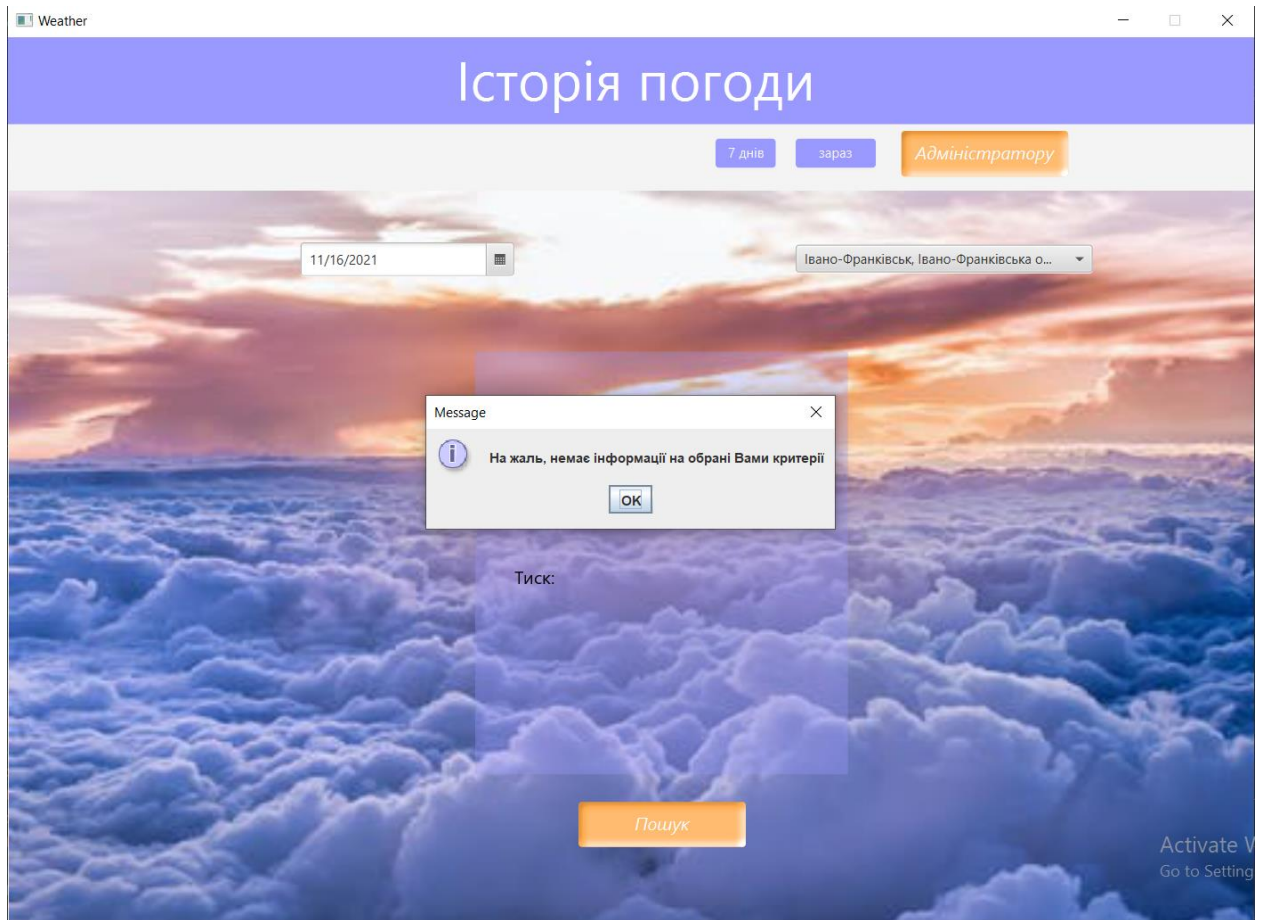 Weather
Історія погоди
7 днів
зараз
Адміністратору
11/16/2021
Івано-Франківськ, Івано-Франківська о...
Message
На жаль, немає інформації на обрані Вами критерії
OK
Тиск:
Пошук
Activate
Go to Setting